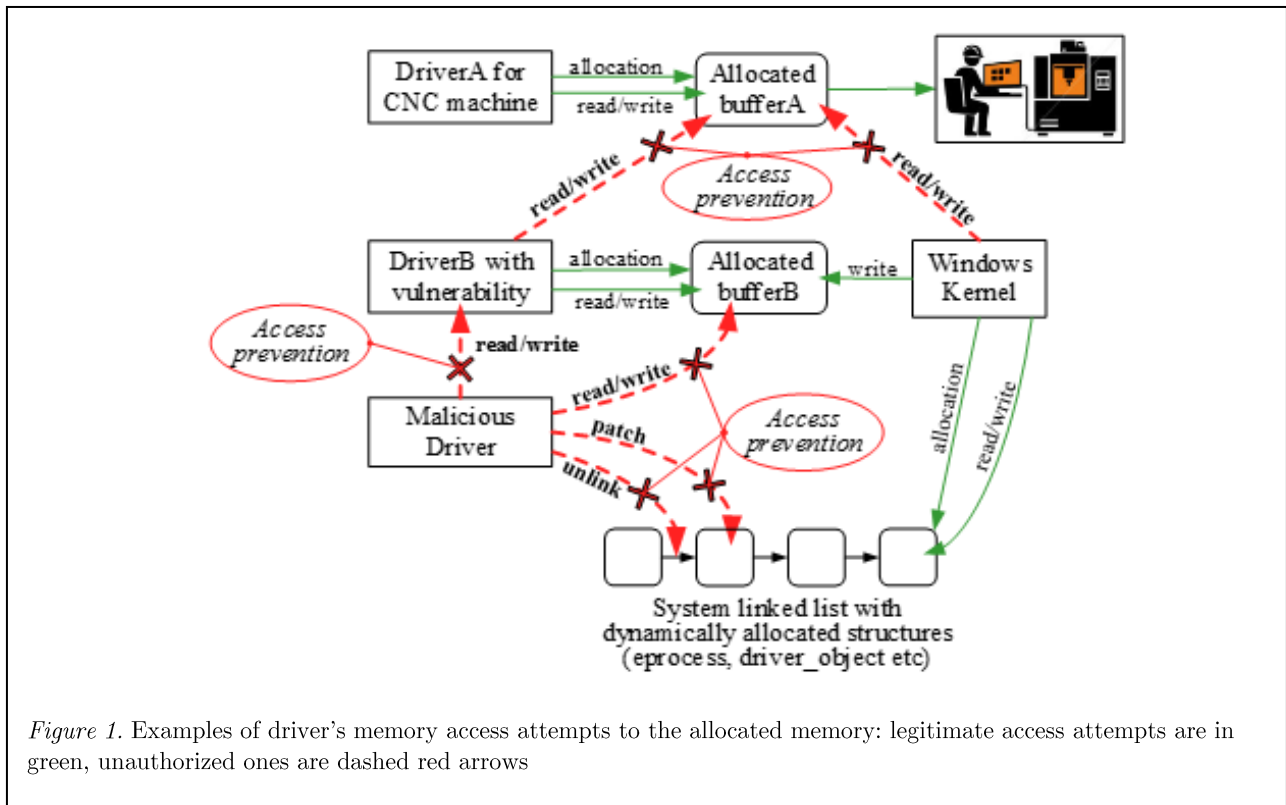 DriverA for
CNC machine
allocation
read/write
Allocated
bufferA
read/write
Access
prevention
read/write
DriverB with
vulnerability
allocation
read/write
Allocated
bufferB
write
Windows
Kernel
Access
prevention
read/write
Malicious
Driver
read/write
patch
unlink
Access
prevention
allocation
read/write
System linked list with
dynamically allocated structures
(eprocess, driver_object etc)
Figure 1. Examples of driver's memory access attempts to the allocated memory: legitimate access attempts are in
green, unauthorized ones are dashed red arrows